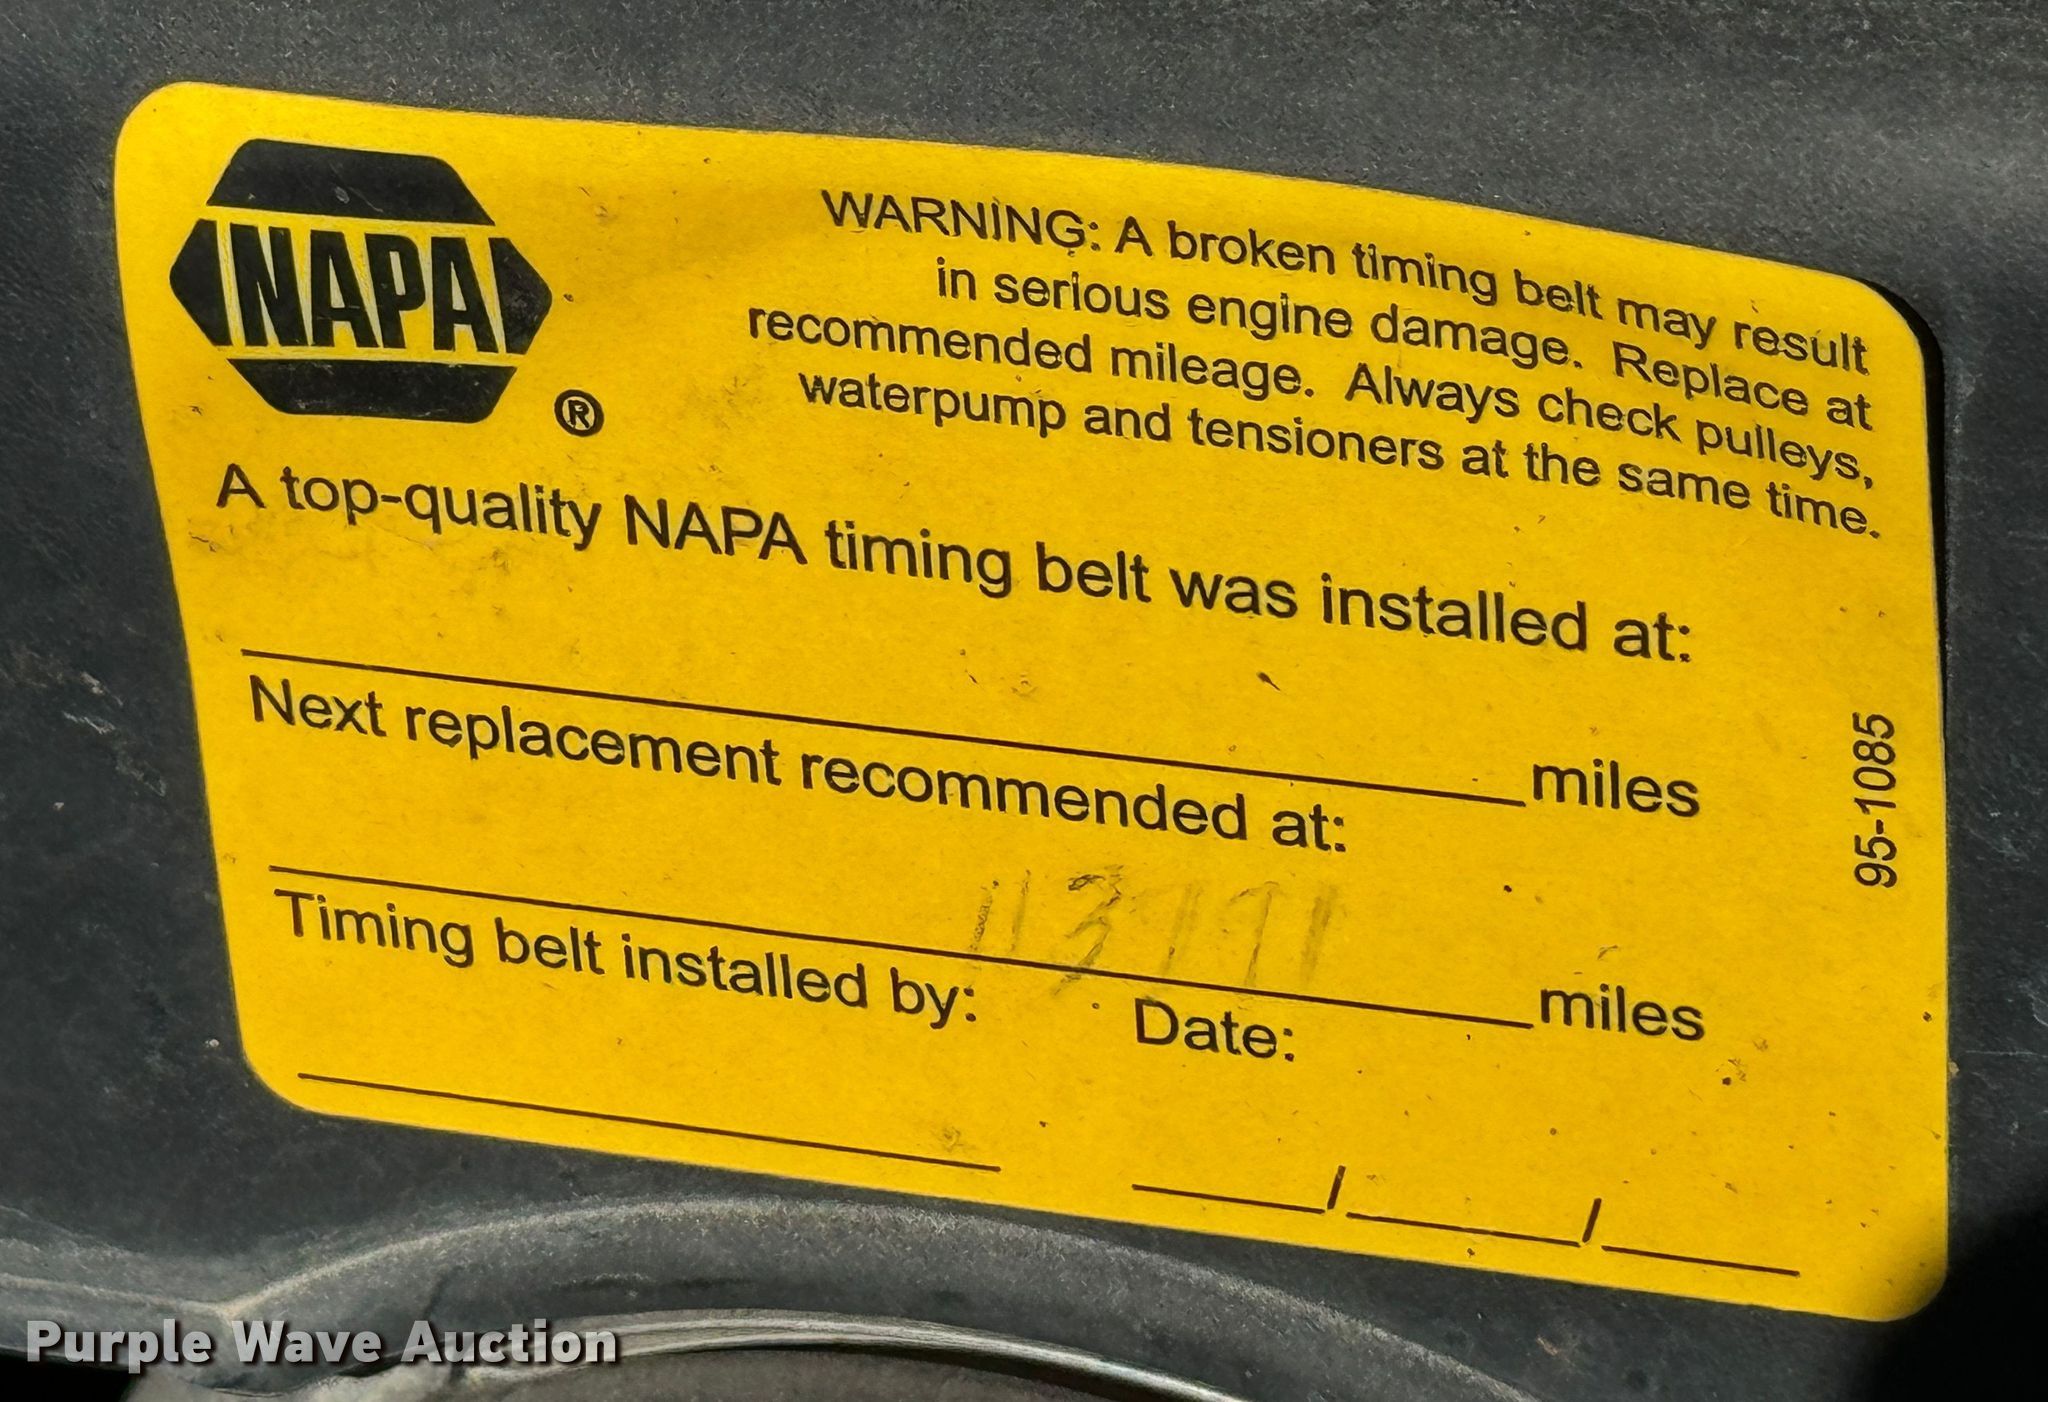 NAPA
®
WARNING: A broken timing belt may result
in serious engine damage. Replace at
recommended mileage. Always check pulleys,
waterpump and tensioners at the same time.
A top-quality NAPA timing belt was installed at:
miles
Next replacement recommended at:
miles
Timing belt installed by: Date:
/ /
95-1085
Purple Wave Auction